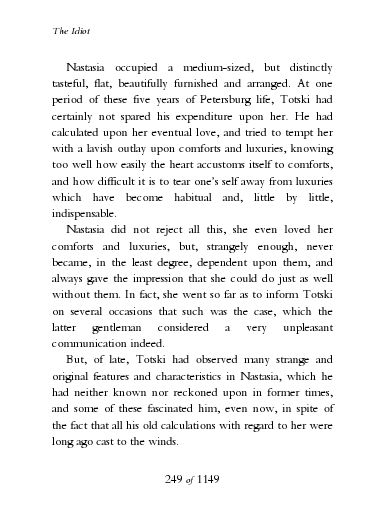 The Idiot
Nastasia occupied a medium-sized, but distinctly
tasteful, flat, beautifully furnished and arranged. At one
period of these five years of Petersburg life, Totski had
certainly not spared his expenditure upon her. He had
calculated upon her eventual love, and tried to tempt her
with a lavish outlay upon comforts and luxuries, knowing
too well how easily the heart accustoms itself to comforts,
and how difficult it is to tear one's self away from luxuries
which have become habitual and, little by little,
indispensable.
Nastasia did not reject all this, she even loved her
comforts and luxuries, but, strangely enough, never
became, in the least degree, dependent upon them, and
always gave the impression that she could do just as well
without them. In fact, she went so far as to inform Totski
on several occasions that such was the case, which the
latter gentleman considered a very unpleasant
communication indeed.
But, of late, Totski had observed many strange and
original features and characteristics in Nastasia, which he
had neither known nor reckoned upon in former times,
and some of these fascinated him, even now, in spite of
the fact that all his old calculations with regard to her were
long ago cast to the winds.
249 of 1149